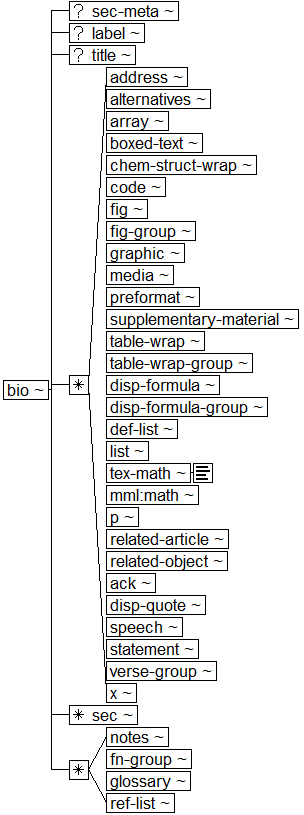 ? sec-meta ~
? label ~
? title ~
address ~
alternatives ~
array ~
boxed-text ~
chem-struct-wrap ~
code ~
fig ~
fig-group ~
graphic ~
media ~
preformat ~
supplementary-material ~
table-wrap ~
table-wrap-group ~
disp-formula ~
bio ~
*
disp-formula-group ~
def-list ~
list ~
tex-math ~
mml:math ~
p ~
related-article ~
related-object ~
ack ~
disp-quote ~
speech ~
statement ~
verse-group ~
x ~
* sec ~
notes ~
fn-group ~
*
glossary ~
ref-list ~